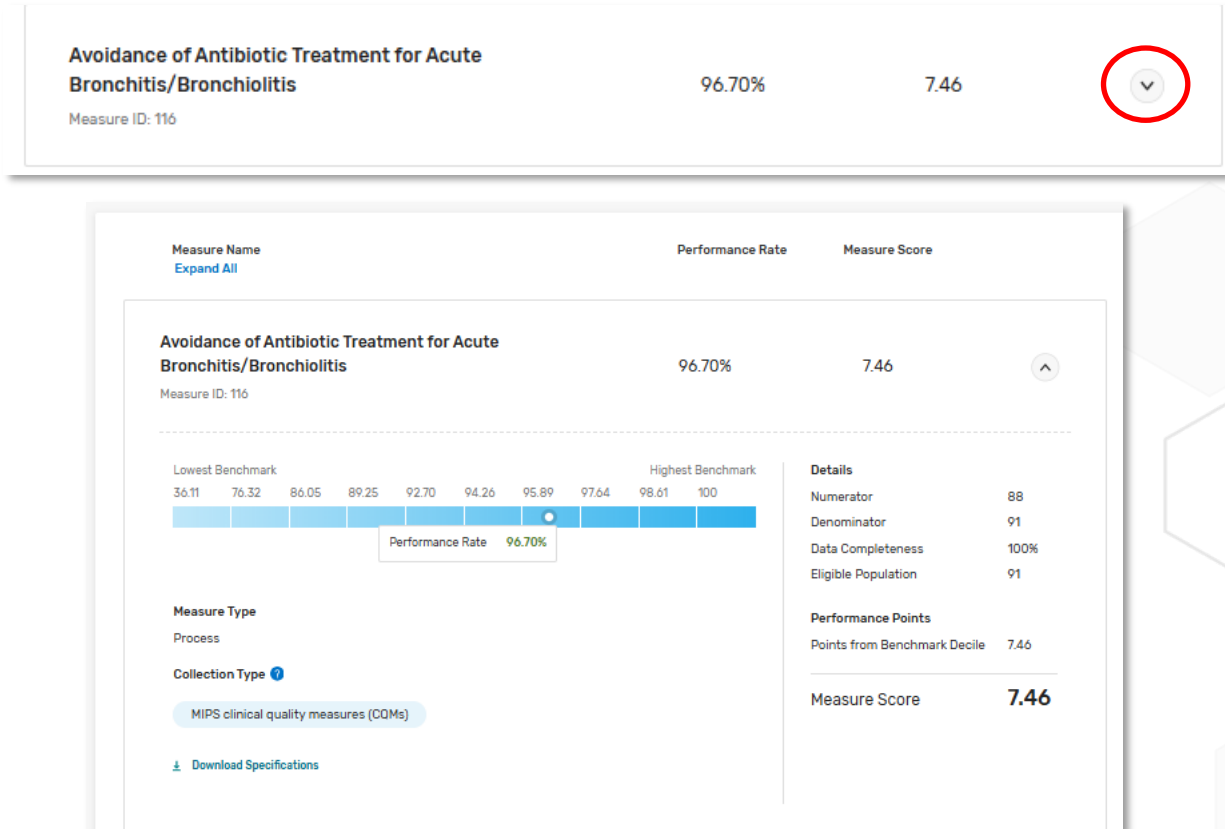 Avoidance of Antibiotic Treatment for Acute
Bronchitis/Bronchiolitis
96.70%
7.46
Measure ID: 116
Measure Name
Performance Rate
Measure Score
Expand All
Avoidance of Antibiotic Treatment for Acute
Bronchitis/Bronchiolitis
96.70%
7.46
Measure ID: 116
Lowest Benchmark
Highest Benchmark
36.11 76.32 86.05 89.25 92.70 94.26 95.89 97.64 98.61 100
Performance Rate 96.70%
Measure Type
Process
Collection Type ?
MIPS clinical quality measures (CQMs)
Download Specifications
Details
Numerator 88
Denominator 91
Data Completeness 100%
Eligible Population 91
Performance Points
Points from Benchmark Decile 7.46
Measure Score 7.46